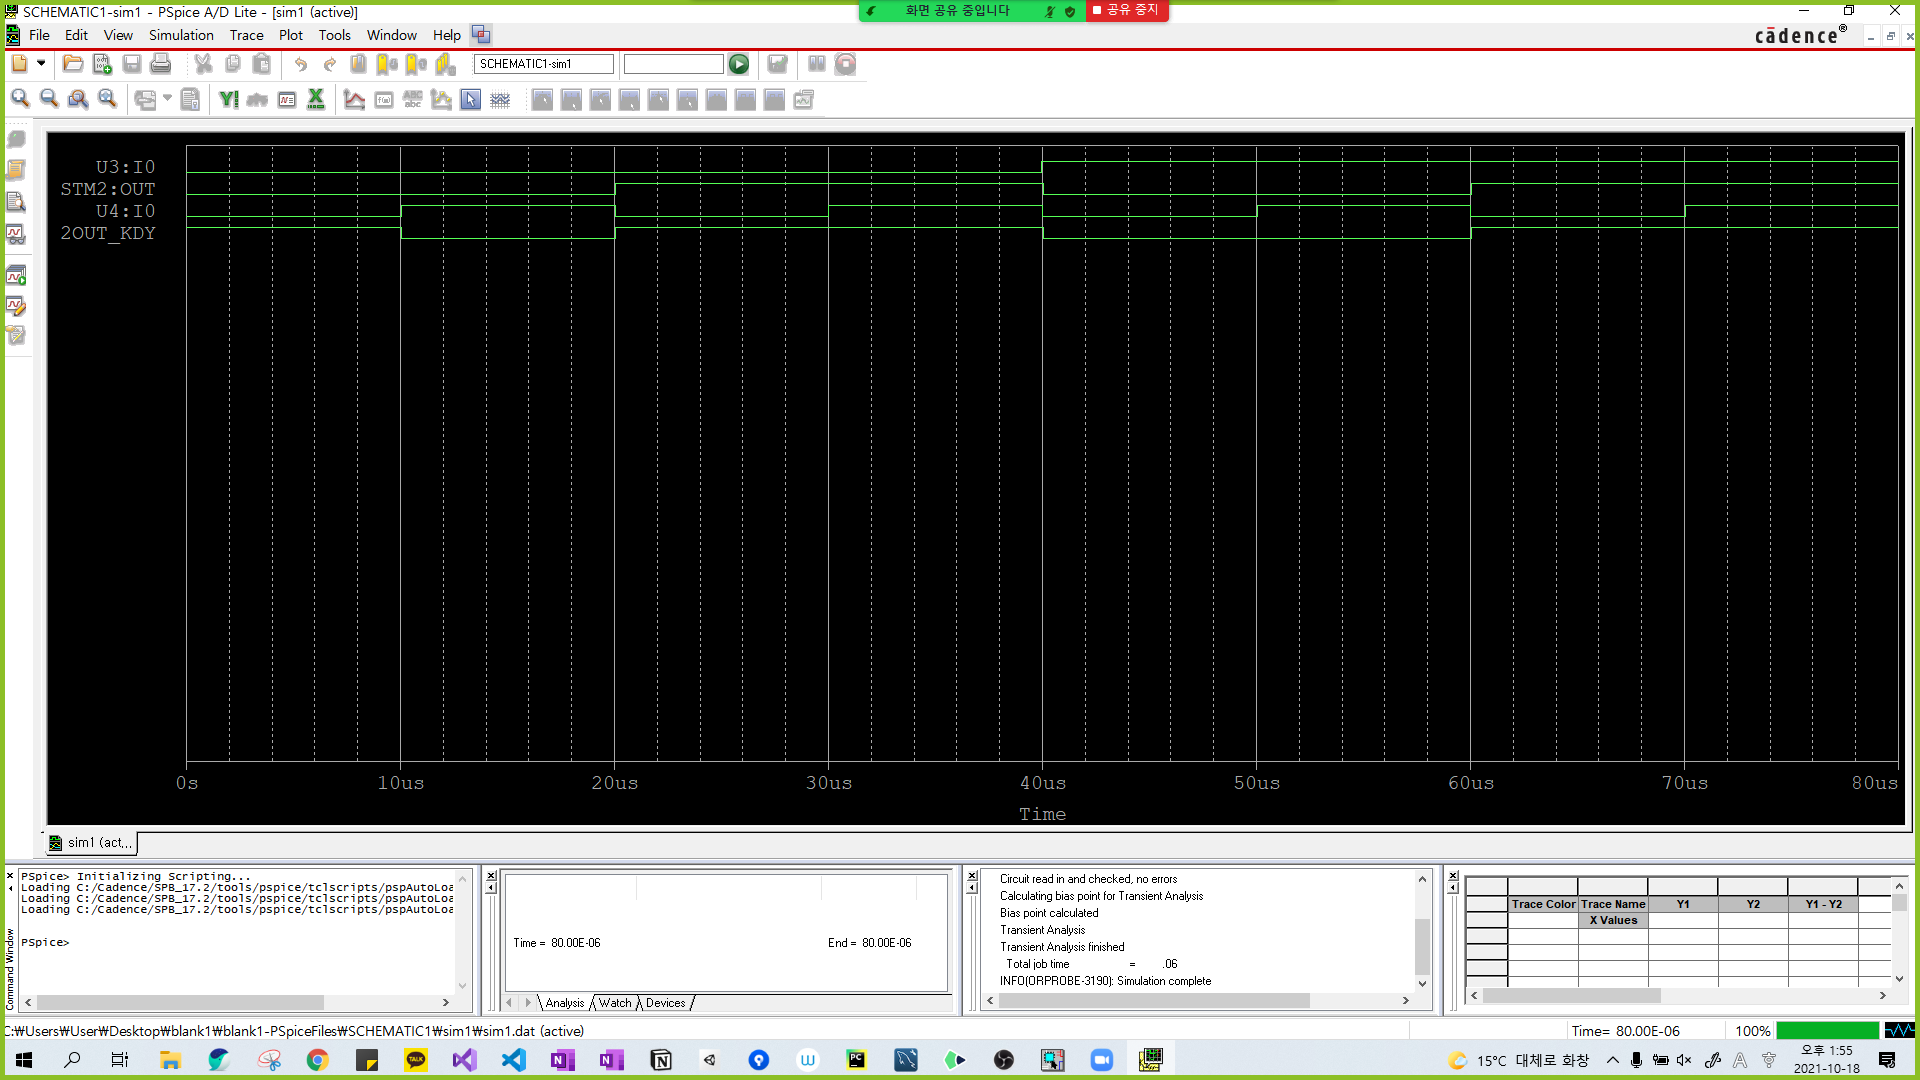 SCHEMATIC1-sim1 - PSpice A/D Lite - [sim1 (active)]
화면 공유 중입니다
공유 중지
File Edit View Simulation Trace Plot Tools Window Help
cādence®
SCHEMATIC1-sim1
U3:I0
STM2:OUT
U4:I0
2OUT_KDY
0s 10us 20us 30us 40us 50us 60us 70us 80us
Time
sim1 (act...
Command Window
PSpice> Initializing Scripting...
Loading C:/Cadence/SPB_17.2/tools/pspice/tclscripts/pspAutoLoa
Loading C:/Cadence/SPB_17.2/tools/pspice/tclscripts/pspAutoLoa
Loading C:/Cadence/SPB_17.2/tools/pspice/tclscripts/pspAutoLoa
PSpice>
Time = 80.00E-06 End = 80.00E-06
Analysis Watch Devices
Circuit read in and checked, no errors
Calculating bias point for Transient Analysis
Bias point calculated
Transient Analysis
Transient Analysis finished
Total job time = .06
INFO(ORPROBE-3190): Simulation complete
Trace Color Trace Name Y1 Y2 Y1 - Y2
X Values
C:₩Users₩User₩Desktop₩blank1₩blank1-PSpiceFiles₩SCHEMATIC1₩sim1₩sim1.dat (active)
Time= 80.00E-06 100%
15°C 대체로 화창
오후 1:55
2021-10-18